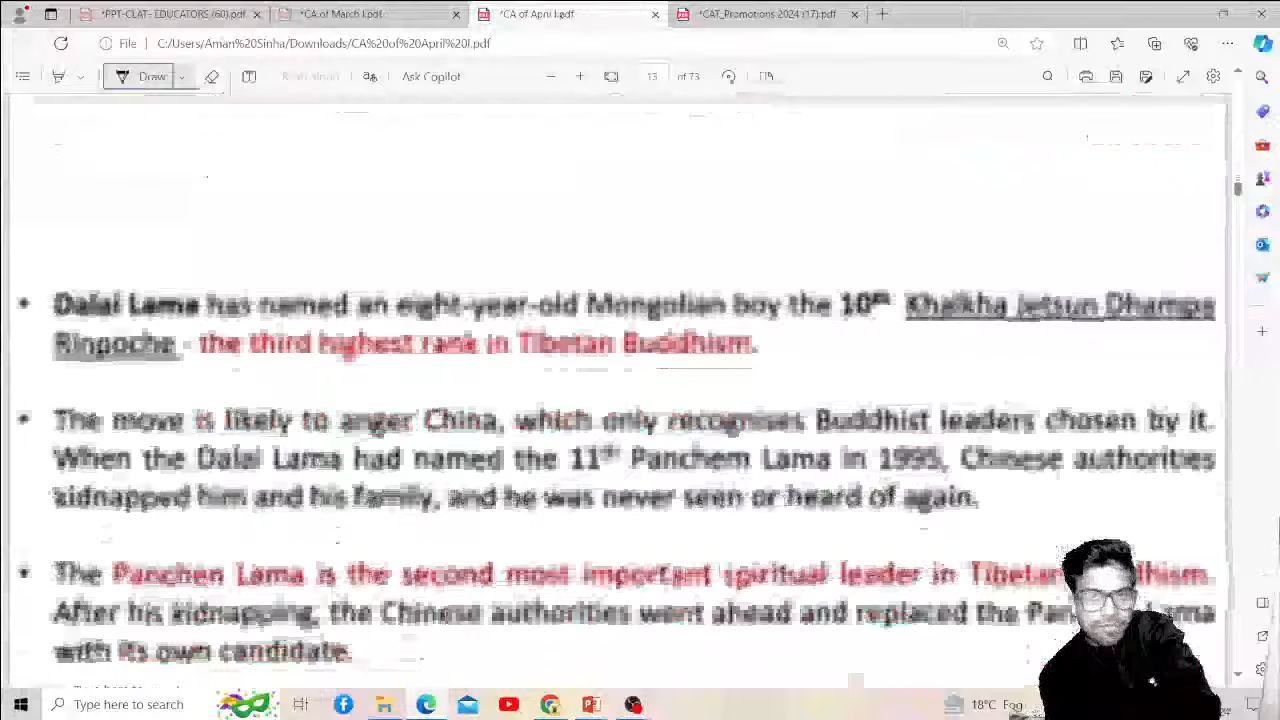 *PPT-CLAT- EDUCATORS (60).pdf
*CA of March I.pdf
*CA of April I.pdf
*CAT_Promotions 2024 (17).pdf
File
C:/Users/Aman%20Sinha/Downloads/CA%20of%20April%20I.pdf
Draw
Read aloud
Ask Copilot
13 of 73
• Dalai Lama has named an eight-year-old Mongolian boy the 10th Khalkha Jetsun Dhampa
Rinpoche - the third highest rank in Tibetan Buddhism.
• The move is likely to anger China, which only recognises Buddhist leaders chosen by it.
When the Dalai Lama had named the 11th Panchem Lama in 1995, Chinese authorities
kidnapped him and his family, and he was never seen or heard of again.
• The Panchen Lama is the second most important spiritual leader in
After his kidnapping, the Chinese authorities went ahead and replaced the
with its own candidate.
Type here to search
18°C Fog